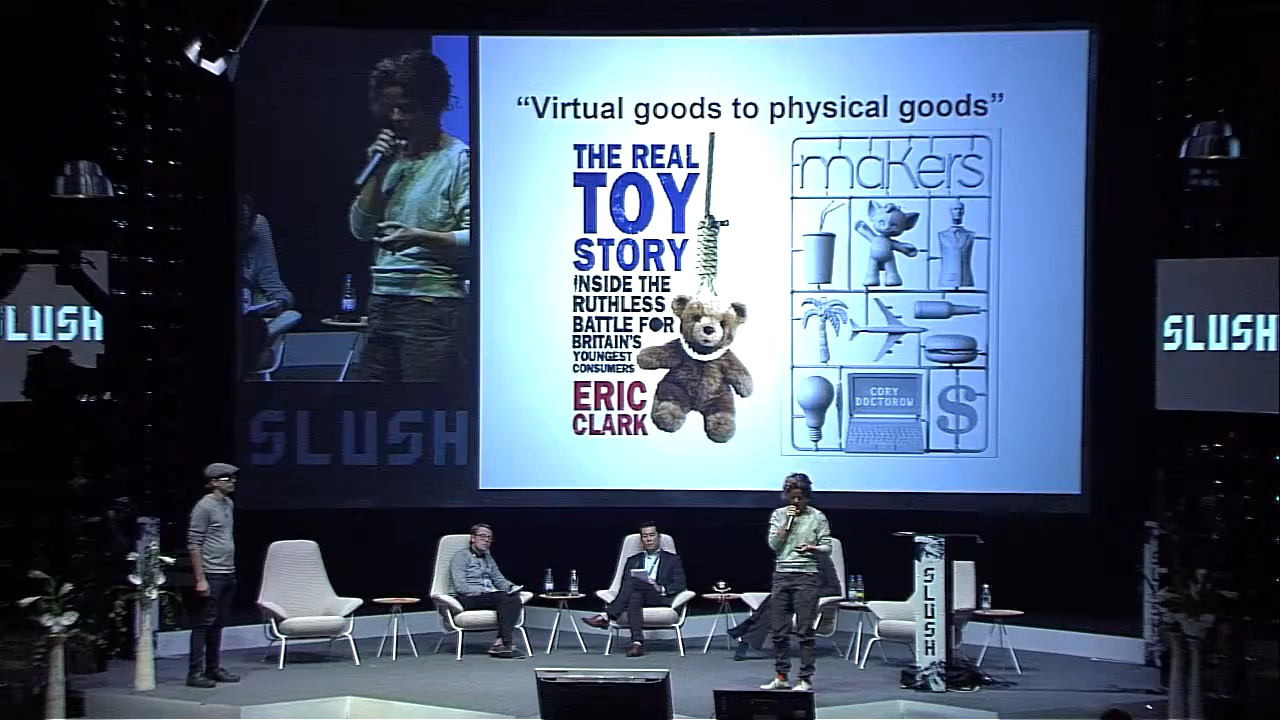 “Virtual goods to physical goods”
THE REAL
TOY
STORY
INSIDE THE
RUTHLESS
BATTLE FOR
BRITAIN'S
YOUNGEST
CONSUMERS
ERIC
CLARK
makers
CORY
DOCTOROW
$
SLUSH
LUSH
SLUSH
SLUSH